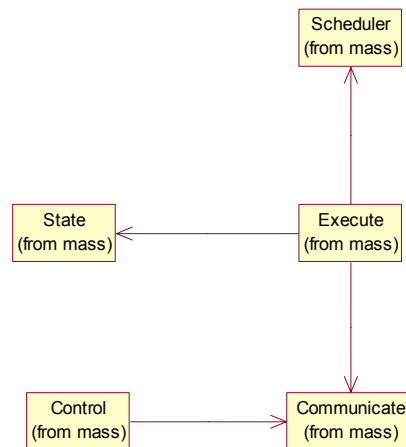 Scheduler
(from mass)
State
(from mass)
Execute
(from mass)
Control
(from mass)
Communicate
(from mass)